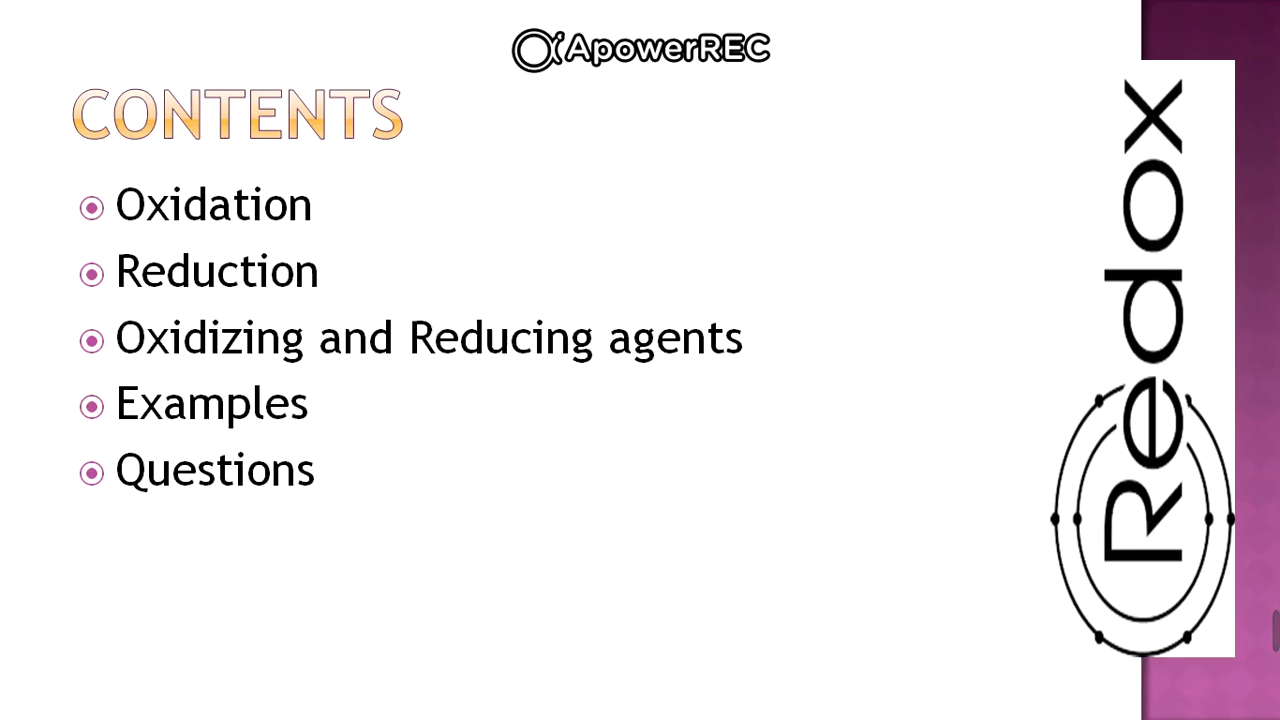 ApowerREC
CONTENTS
Oxidation
Reduction
Oxidizing and Reducing agents
Examples
Questions
Redox